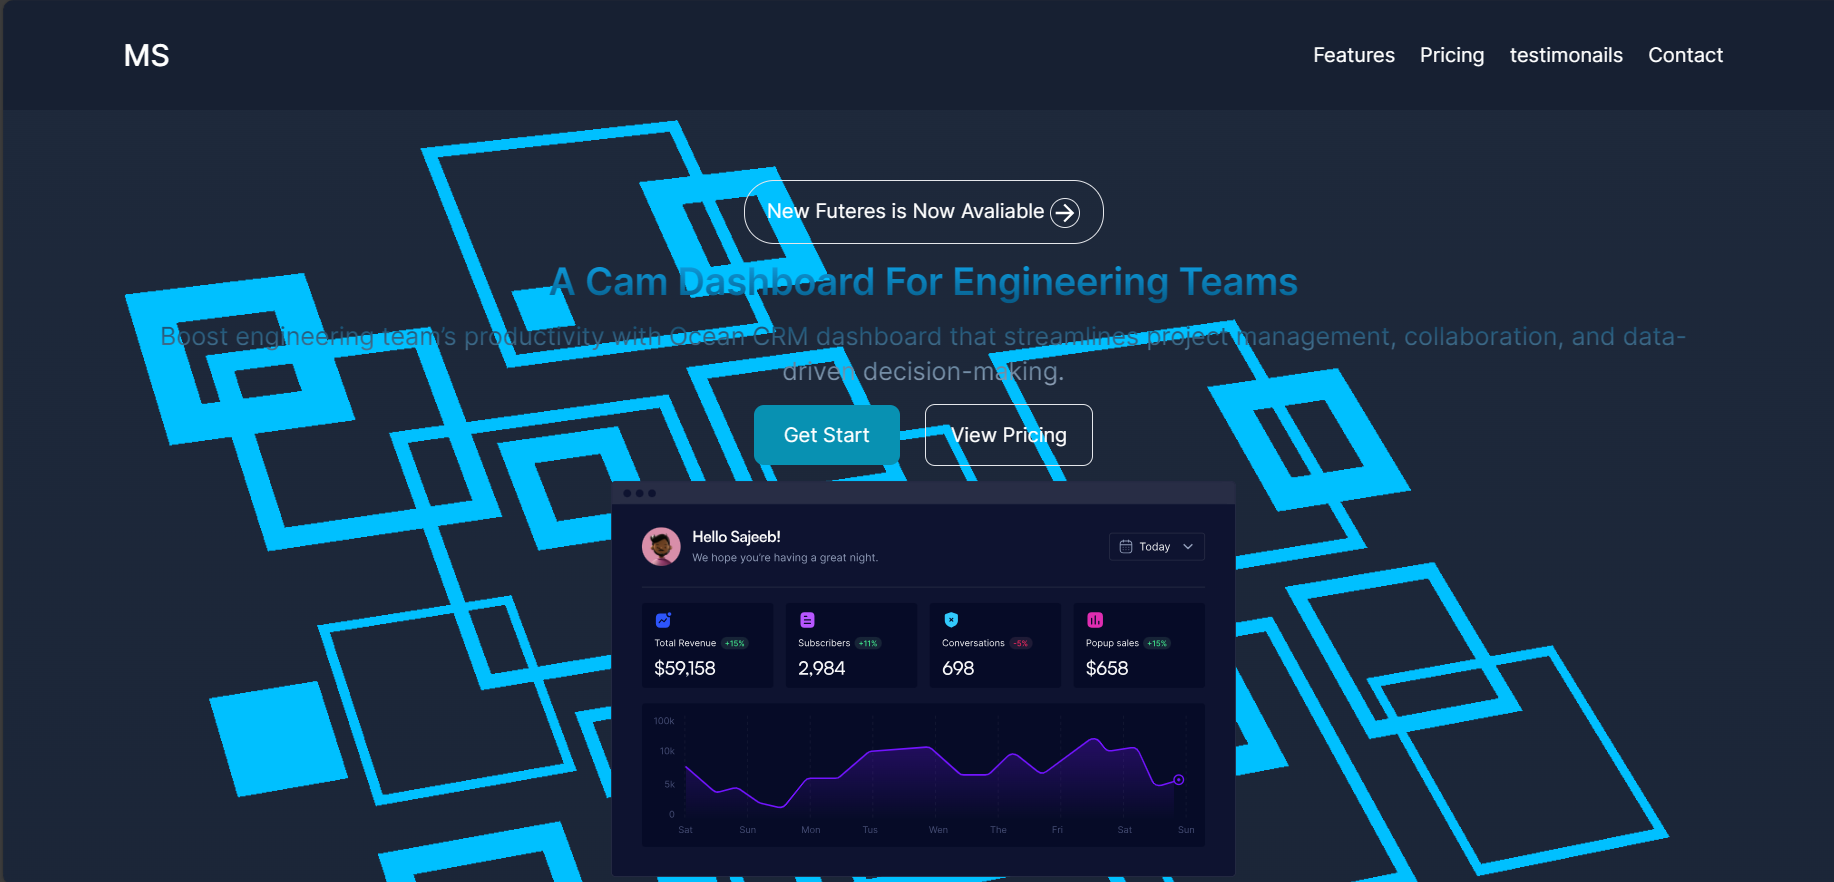 MS
Features Pricing testimonails Contact
New Futeres is Now Avaliable
A Cam Dashboard For Engineering Teams
Boost engineering team's productivity with Ocean CRM dashboard that streamlines project management, collaboration, and data-
driven decision-making.
Get Start View Pricing
Hello Sajeeb!
We hope you're having a great night.
Today
Total Revenue +15%
$59,158
Subscribers +11%
2,984
Conversations -5%
698
Popup sales +15%
$658
100k
10k
5k
0
Sat Sun Mon Tus Wen The Fri Sat Sun